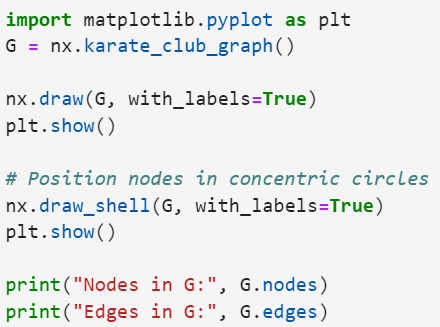 import matplotlib.pyplot as plt
G = nx.karate_club_graph()
nx.draw(G, with_labels=True)
plt.show()
# Position nodes in concentric circles
nx.draw_shell(G, with_labels=True)
plt.show()
print("Nodes in G:", G.nodes)
print("Edges in G:", G.edges)